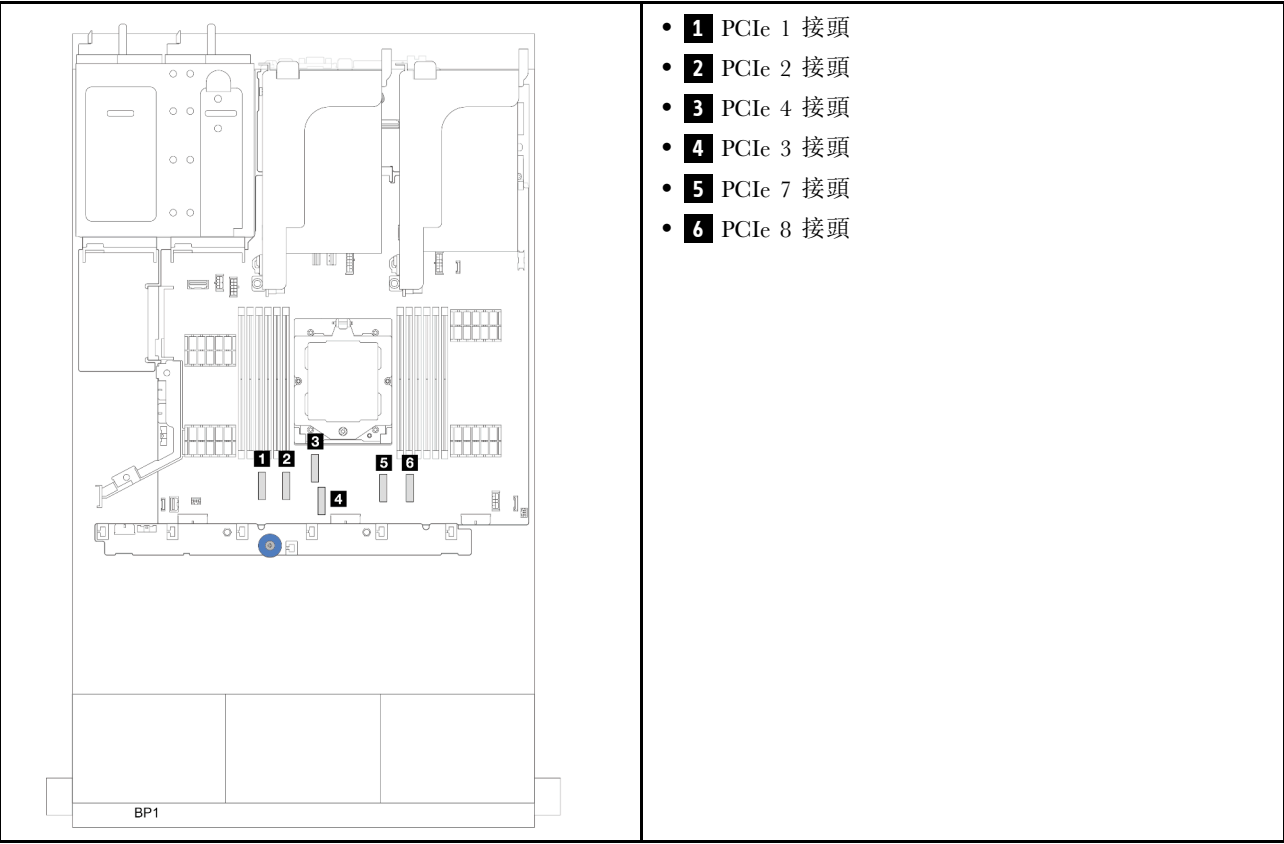 1 2 3 4 5 6
BP1
• 1 PCIe 1 接頭
• 2 PCIe 2 接頭
• 3 PCIe 4 接頭
• 4 PCIe 3 接頭
• 5 PCIe 7 接頭
• 6 PCIe 8 接頭